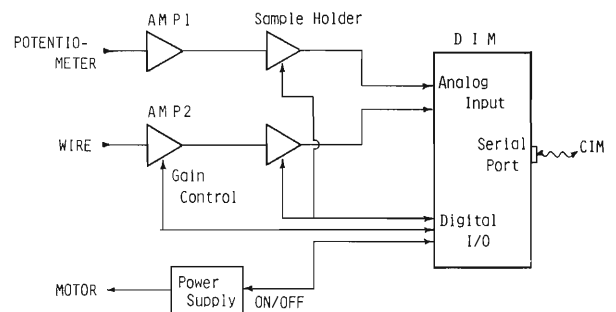 AMP1
Sample Holder
POTENTIO-
METER
DIM
Analog
Input
AMP2
WIRE
Serial
Port
CIM
Gain
Control
Digital
I/O
MOTOR
Power
Supply
ON/OFF